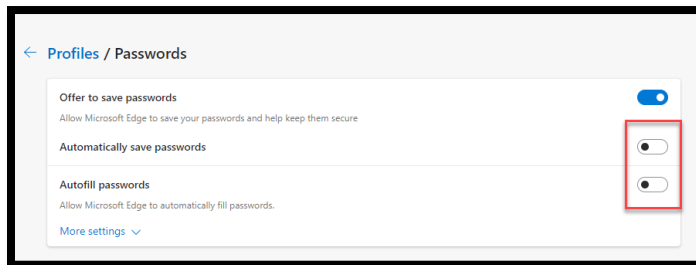 Profiles / Passwords
Offer to save passwords
Allow Microsoft Edge to save your passwords and help keep them secure
Automatically save passwords
Autofill passwords
Allow Microsoft Edge to automatically fill passwords.
More settings